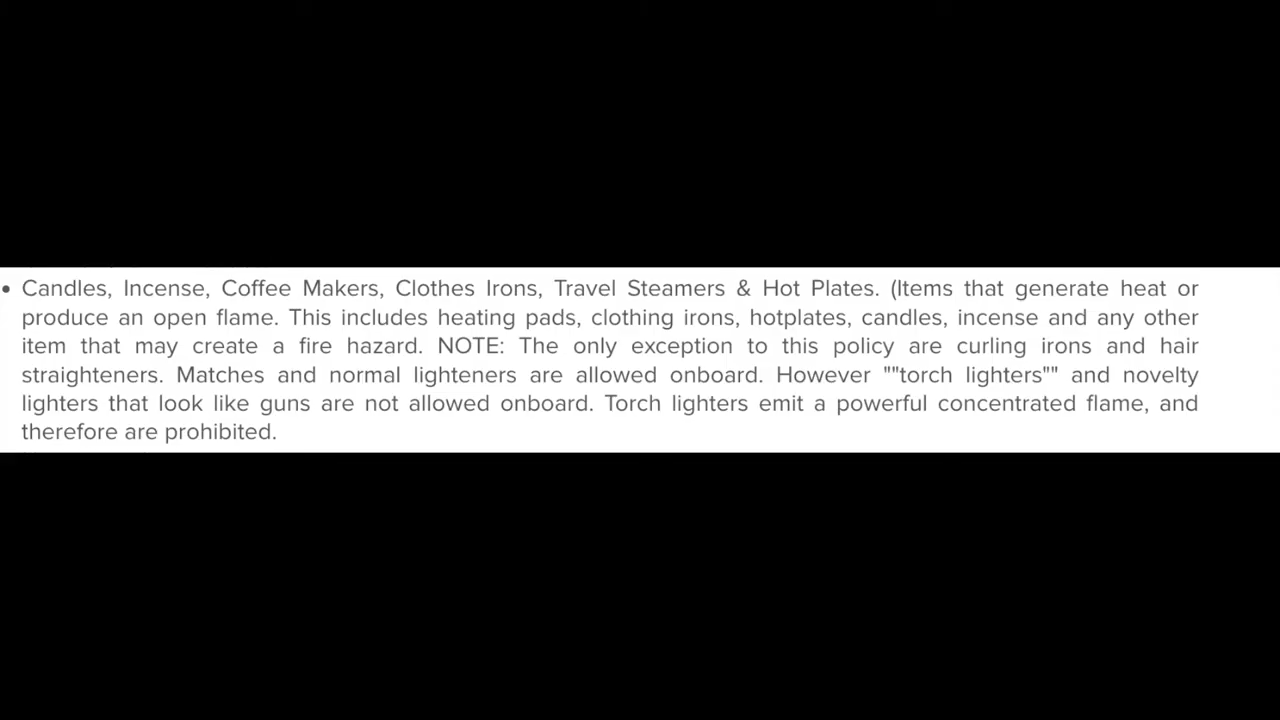 • Candles, Incense, Coffee Makers, Clothes Irons, Travel Steamers & Hot Plates. (Items that generate heat or
produce an open flame. This includes heating pads, clothing irons, hotplates, candles, incense and any other
item that may create a fire hazard. NOTE: The only exception to this policy are curling irons and hair
straighteners. Matches and normal lighteners are allowed onboard. However ""torch lighters"" and novelty
lighters that look like guns are not allowed onboard. Torch lighters emit a powerful concentrated flame, and
therefore are prohibited.